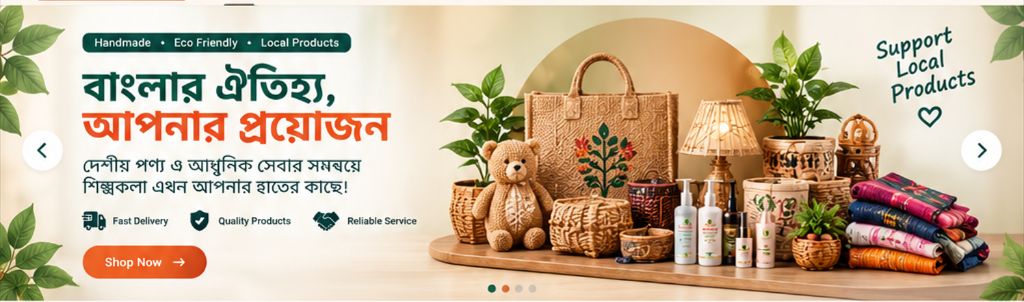 Handmade • Eco Friendly • Local Products
বাংলার ঐতিহ্য,
আপনার প্রয়োজন
দেশীয় পণ্য ও আধুনিক সেবার সমন্বয়ে
শিল্পকলা এখন আপনার হাতের কাছে!
Fast Delivery
Quality Products
Reliable Service
Shop Now →
Support
Local
Products